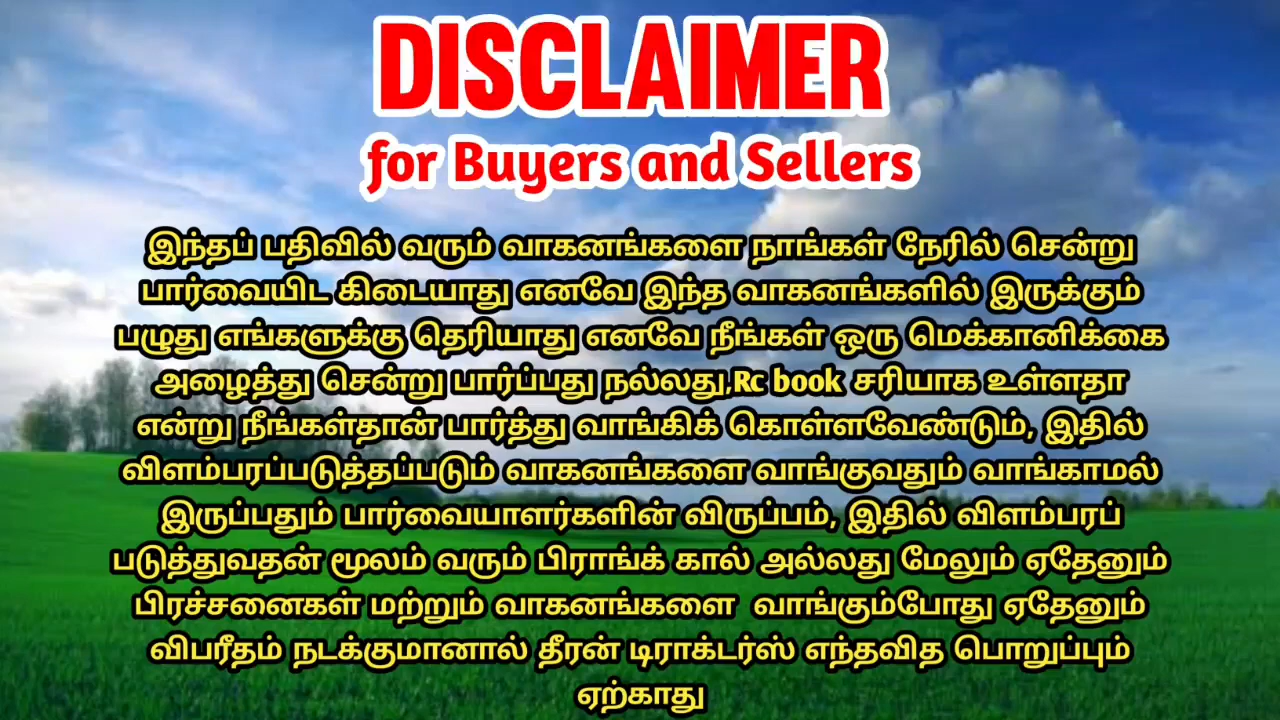 DISCLAIMER
for Buyers and Sellers
இந்தப் பதிவில் வரும் வாகனங்களை நாங்கள் நேரில் சென்று
பார்வையிட கிடையாது எனவே இந்த வாகனங்களில் இருக்கும்
பழுது எங்களுக்கு தெரியாது எனவே நீங்கள் ஒரு மெக்கானிக்கை
அழைத்து சென்று பார்ப்பது நல்லது,Rc book சரியாக உள்ளதா
என்று நீங்கள்தான் பார்த்து வாங்கிக் கொள்ளவேண்டும், இதில்
விளம்பரப்படுத்தப்படும் வாகனங்களை வாங்குவதும் வாங்காமல்
இருப்பதும் பார்வையாளர்களின் விருப்பம், இதில் விளம்பரப்
படுத்துவதன் மூலம் வரும் பிராங்க் கால் அல்லது மேலும் ஏதேனும்
பிரச்சனைகள் மற்றும் வாகனங்களை வாங்கும்போது ஏதேனும்
விபரீதம் நடக்குமானால் தீரன் டிராக்டர்ஸ் எந்தவித பொறுப்பும்
ஏற்காது